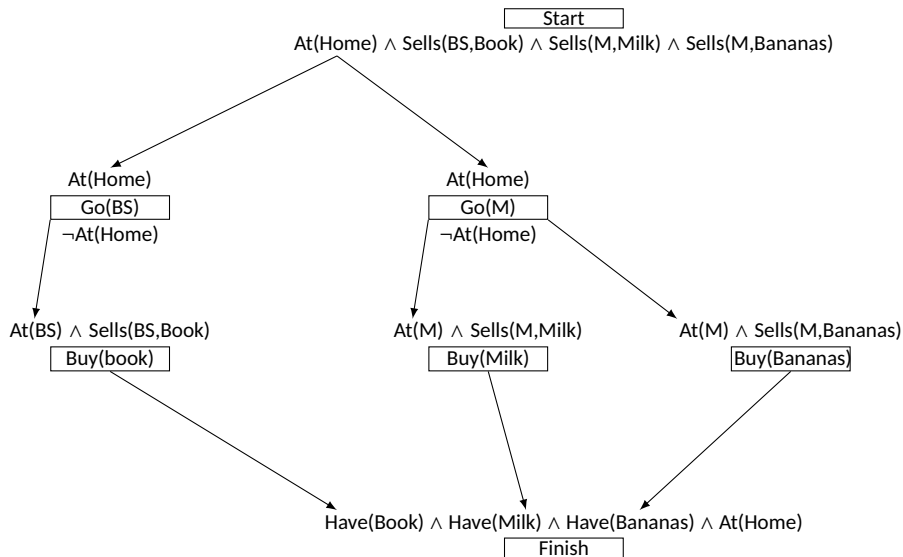 Start
At(Home) ∧ Sells(BS,Book) ∧ Sells(M,Milk) ∧ Sells(M,Bananas)
At(Home)
At(Home)
Go(BS)
Go(M)
¬At(Home)
¬At(Home)
At(BS) ∧ Sells(BS,Book)
At(M) ∧ Sells(M,Milk)
At(M) ∧ Sells(M,Bananas)
Buy(book)
Buy(Milk)
Buy(Bananas)
Have(Book) ∧ Have(Milk) ∧ Have(Bananas) ∧ At(Home)
Finish